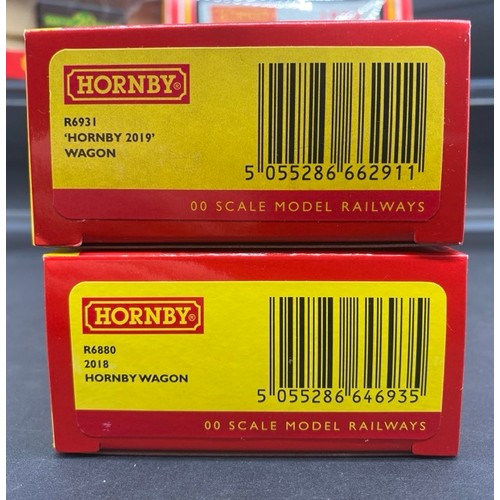 HORNBY®
R6931
'HORNBY 2019'
WAGON
5 055286 662911
00 SCALE MODEL RAILWAYS
HORNBY®
R6880
2018
HORNBY WAGON
5 055286 646935
00 SCALE MODEL RAILWAYS